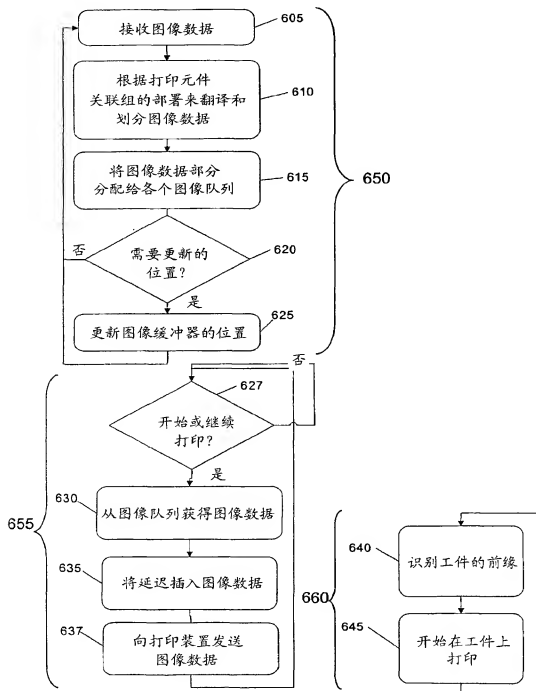 接收图像数据
605
根据打印元件
关联组的部署来翻译和
划分图像数据
610
将图像数据部分
分配给各个图像队列
615
650
需要更新的
位置?
620
否
是
更新图像缓冲器的位置
625
否
627
开始或继续
打印?
是
630
从图像队列获得图像数据
655
635
将延迟插入图像数据
637
向打印装置发送
图像数据
640
识别工件的前缘
660
645
开始在工件上
打印